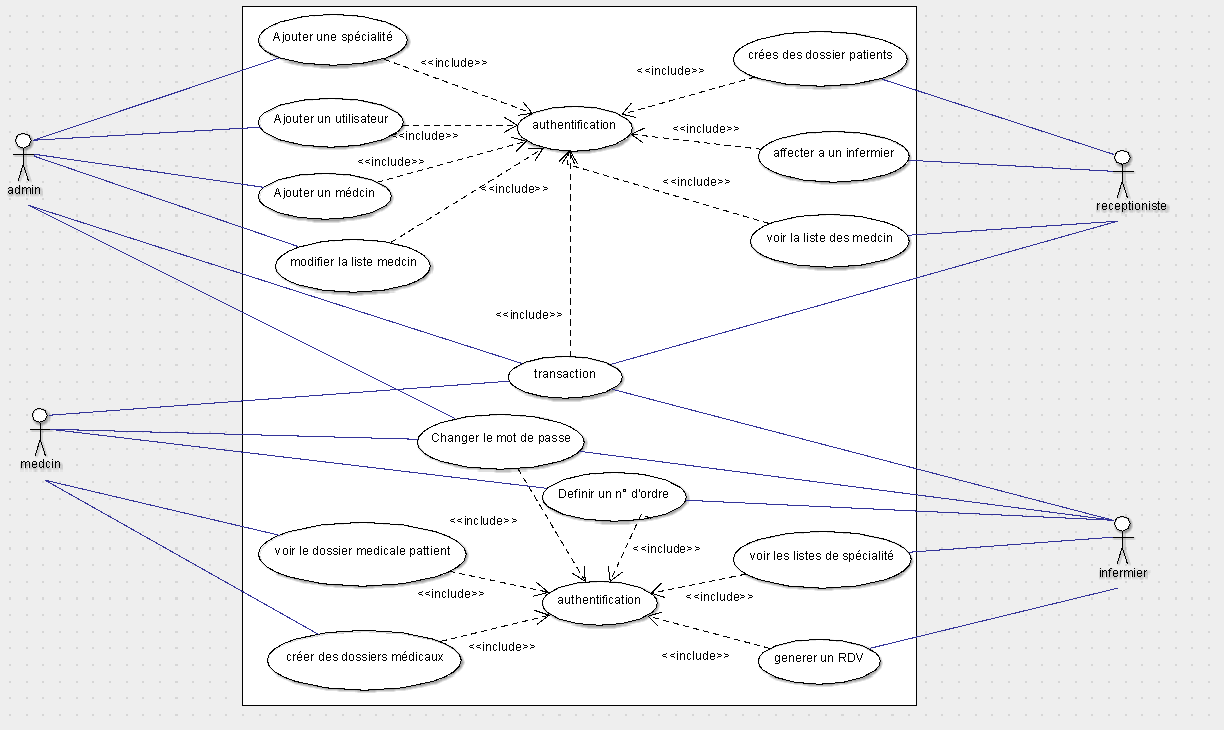 Ajouter une spécialité
<<include>>
crées des dossier patients
<<include>>
Ajouter un utilisateur
<<include>>
authentification
<<include>>
affecter a un infermier
admin
<<include>>
Ajouter un médcin
<<include>>
<<include>>
receptioniste
modifier la liste medcin
voir la liste des medcin
<<include>>
transaction
medcin
Changer le mot de passe
Definir un n° d'ordre
<<include>>
voir le dossier medicale pattient
<<include>>
voir les listes de spécialité
infermier
<<include>>
authentification
<<include>>
créer des dossiers médicaux
<<include>>
<<include>>
generer un RDV